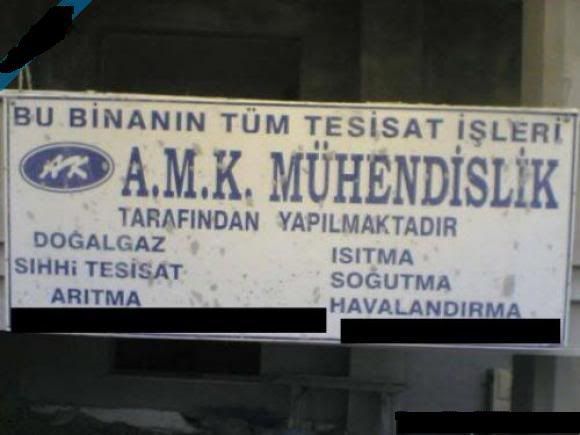 BU BİNANIN TÜM TESİSAT İŞLERİ
AK A.M.K. MÜHENDİSLİK
TARAFINDAN YAPILMAKTADIR
DOĞALGAZ
SIHHi TESİSAT
ARITMA
ISITMA
SOĞUTMA
HAVALANDIRMA